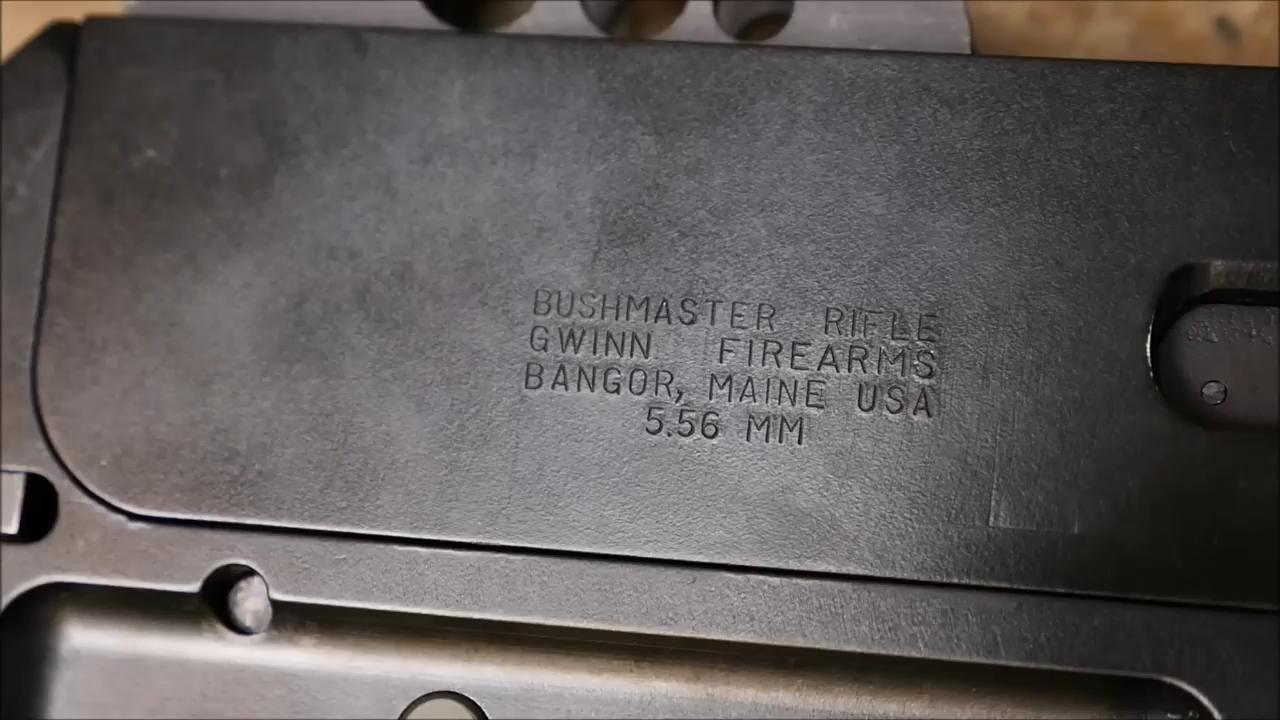 BUSHMASTER RIFLE
GWINN FIREARMS
BANGOR, MAINE USA
5.56 MM